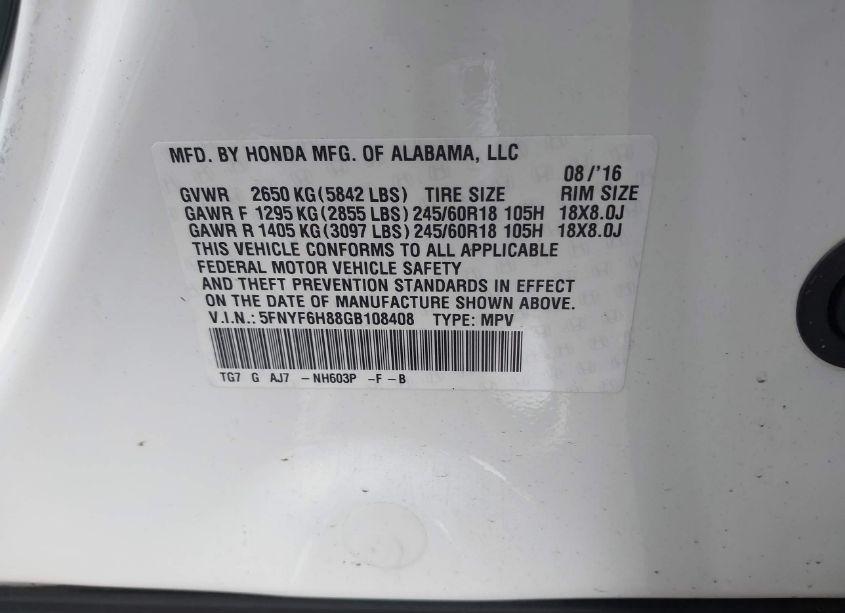 MFD. BY HONDA MFG. OF ALABAMA, LLC
08/'16
GVWR 2650 KG(5842 LBS) TIRE SIZE RIM SIZE
GAWR F 1295 KG(2855 LBS) 245/60R18 105H 18X8.0J
GAWR R 1405 KG(3097 LBS) 245/60R18 105H 18X8.0J
THIS VEHICLE CONFORMS TO ALL APPLICABLE
FEDERAL MOTOR VEHICLE SAFETY
AND THEFT PREVENTION STANDARDS IN EFFECT
ON THE DATE OF MANUFACTURE SHOWN ABOVE.
V.I.N.: 5FNYF6H88GB108408 TYPE: MPV
TG7 G AJ7 -NH603P -F -B